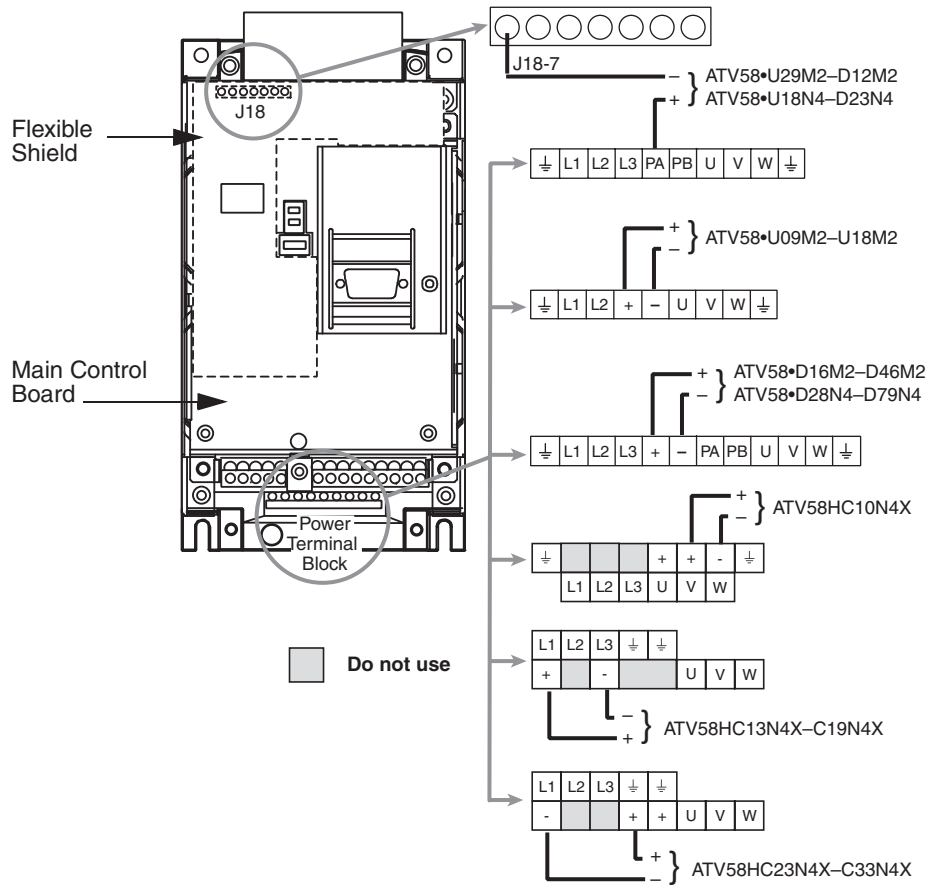 J18
Flexible
Shield
Main Control
Board
Power
Terminal
Block
Do not use
J18-7
– ATV58•U29M2–D12M2
+ ATV58•U18N4–D23N4
L1 L2 L3 PA PB U V W
+ – ATV58•U09M2–U18M2
L1 L2 + – U V W
+ ATV58•D16M2–D46M2
– ATV58•D28N4–D79N4
L1 L2 L3 + – PA PB U V W
+ – ATV58HC10N4X
+ + -
L1 L2 L3 U V W
L1 L2 L3
+ - U V W
– + ATV58HC13N4X–C19N4X
L1 L2 L3
- + + U V W
+ – ATV58HC23N4X–C33N4X